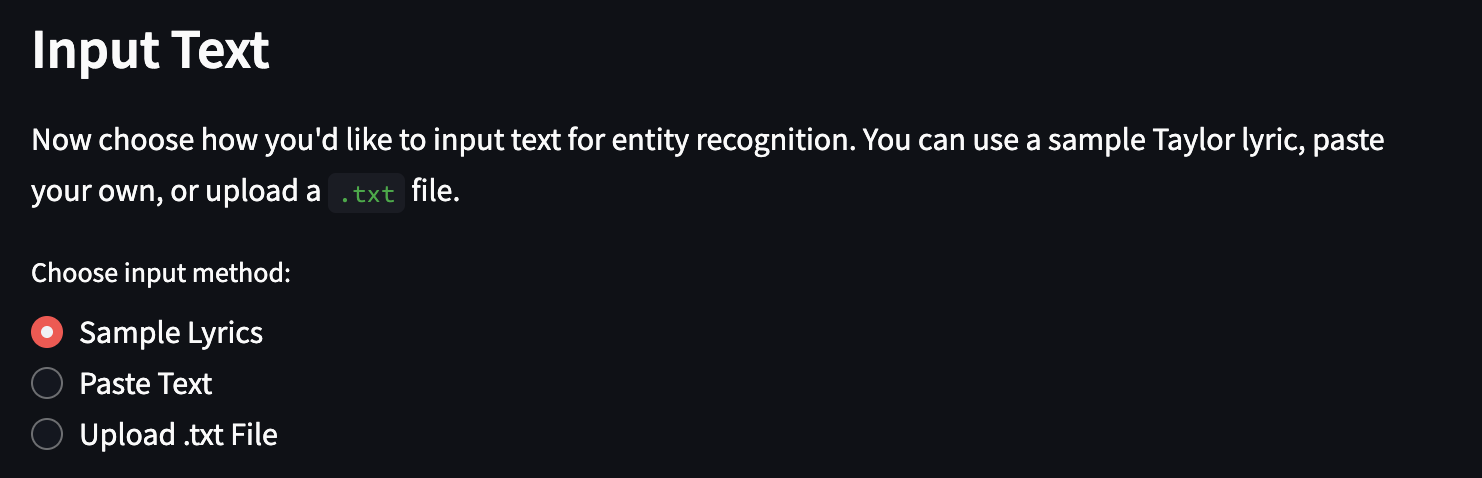 Input Text
Now choose how you'd like to input text for entity recognition. You can use a sample Taylor lyric, paste
your own, or upload a .txt file.
Choose input method:
Sample Lyrics
Paste Text
Upload .txt File